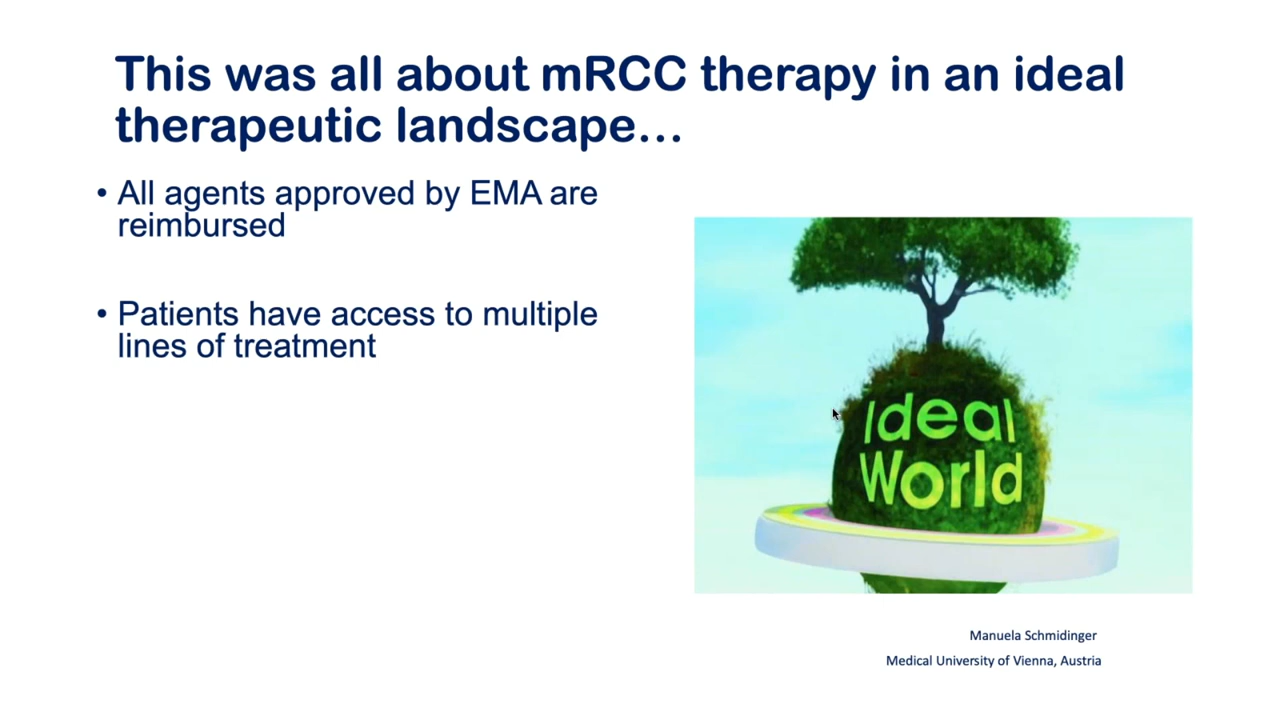 This was all about mRCC therapy in an ideal
therapeutic landscape...
• All agents approved by EMA are
reimbursed
• Patients have access to multiple
lines of treatment
Ideal
World
Manuela Schmidinger
Medical University of Vienna, Austria